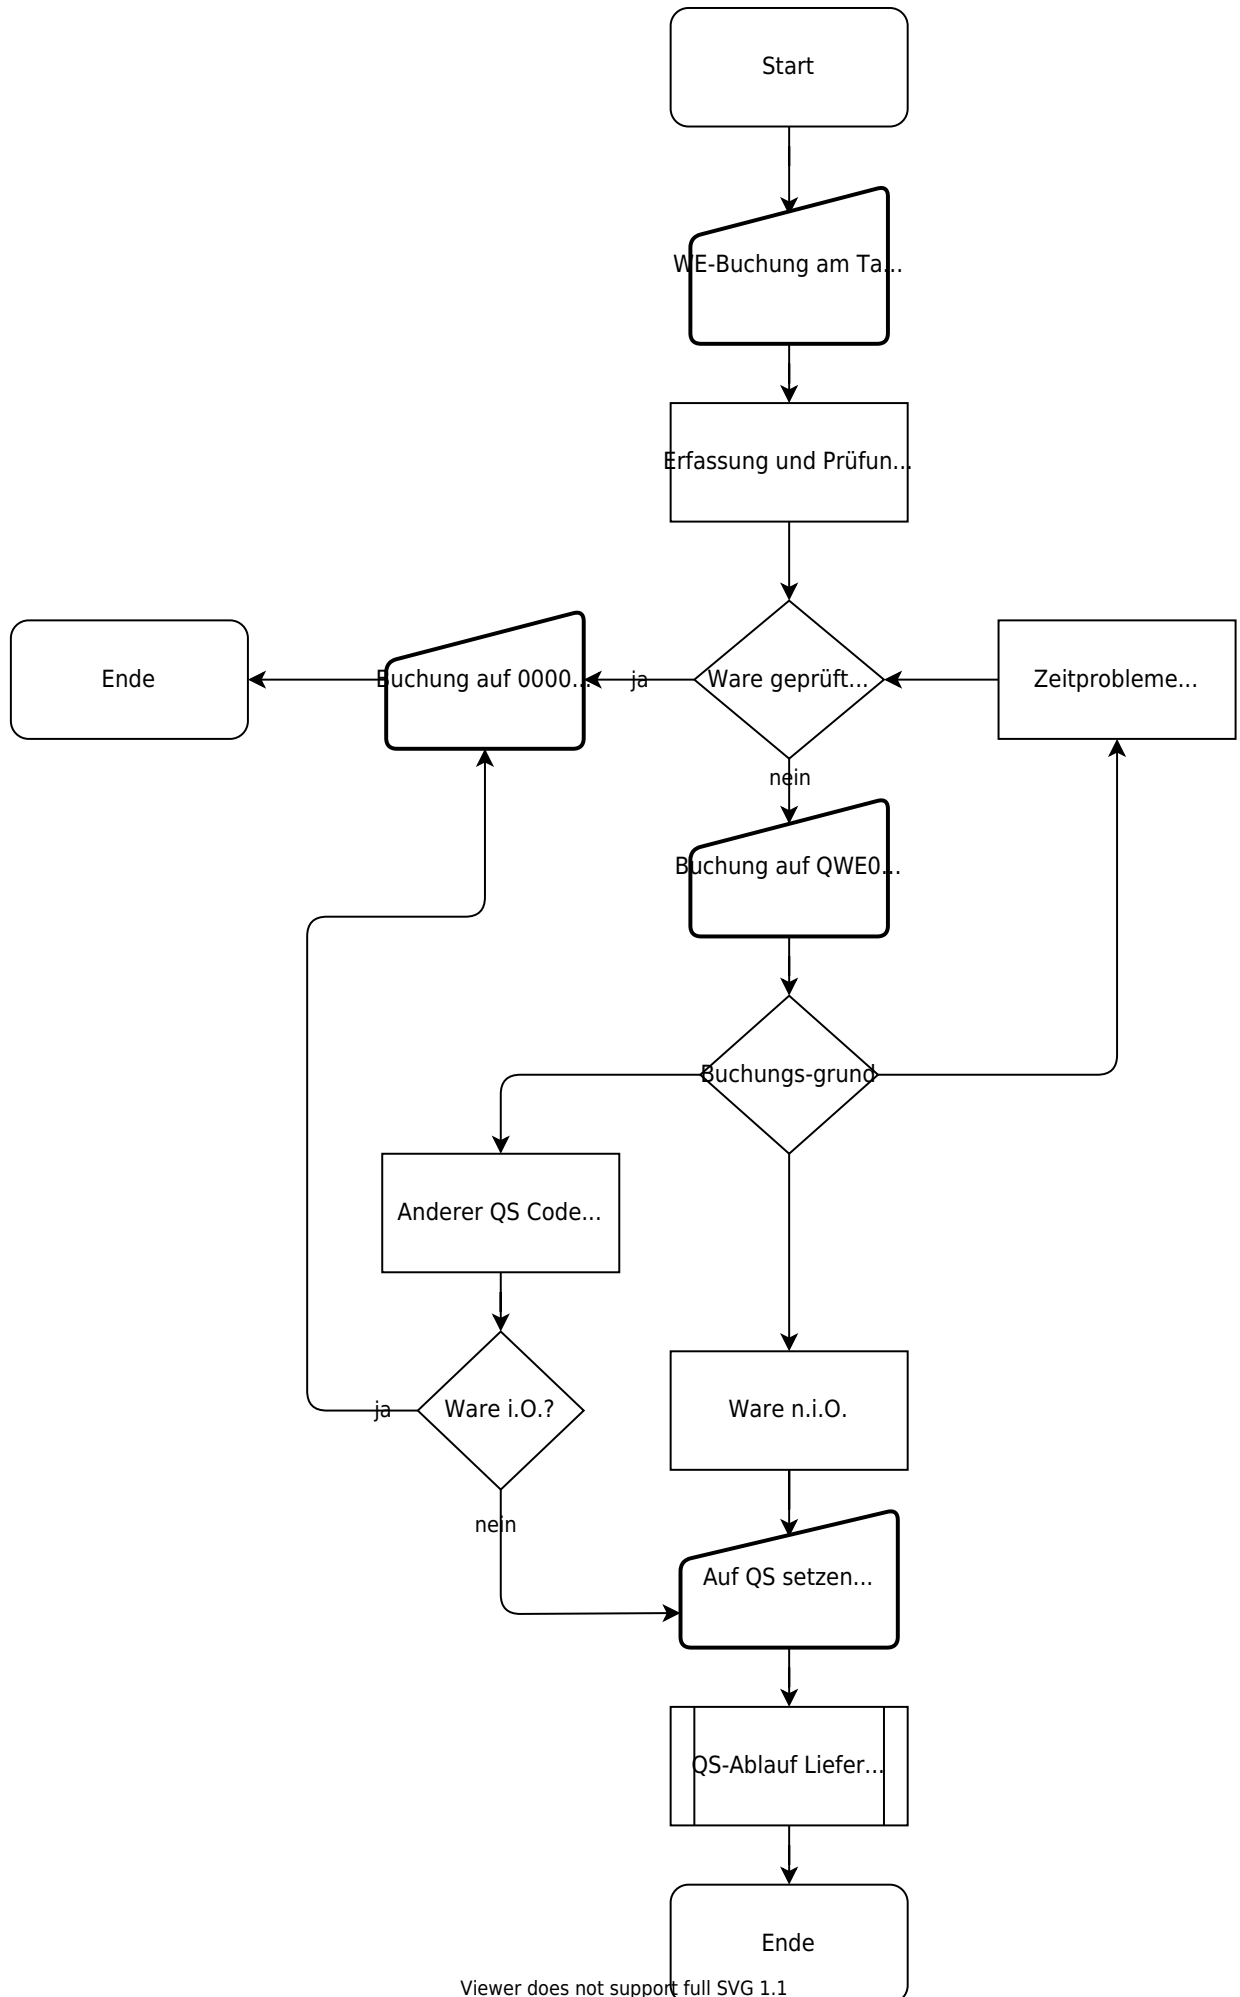 Start
WE-Buchung am Ta...
Erfassung und Prüfun...
Ende
Buchung auf 0000...
ja
Ware geprüft...
Zeitprobleme...
nein
Buchung auf QWE0...
Buchungs-grund
Anderer QS Code...
ja
Ware i.O.?
Ware n.i.O.
nein
Auf QS setzen...
QS-Ablauf Liefer...
Ende
Viewer does not support full SVG 1.1